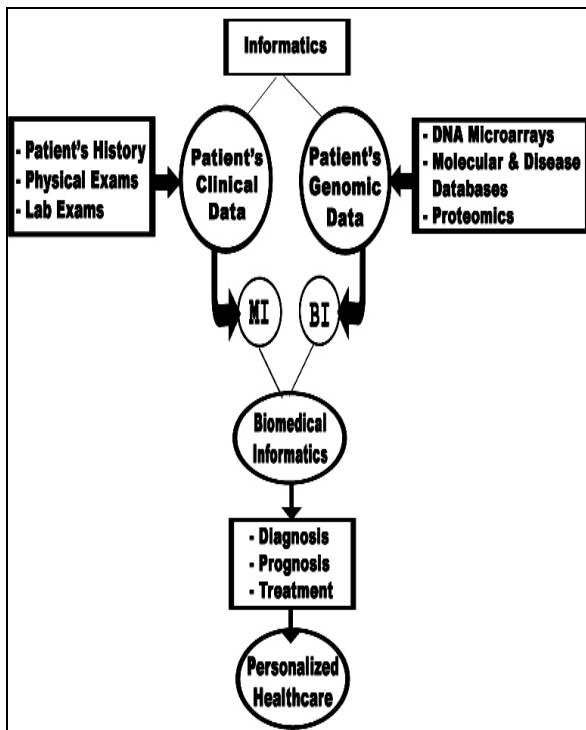 Informatics
- Patient's History
- Physical Exams
- Lab Exams
Patient's
Clinical
Data
Patient's
Genomic
Data
- DNA Microarrays
- Molecular & Disease
Databases
- Proteomics
MI
BI
Biomedical
Informatics
- Diagnosis
- Prognosis
- Treatment
Personalized
Healthcare